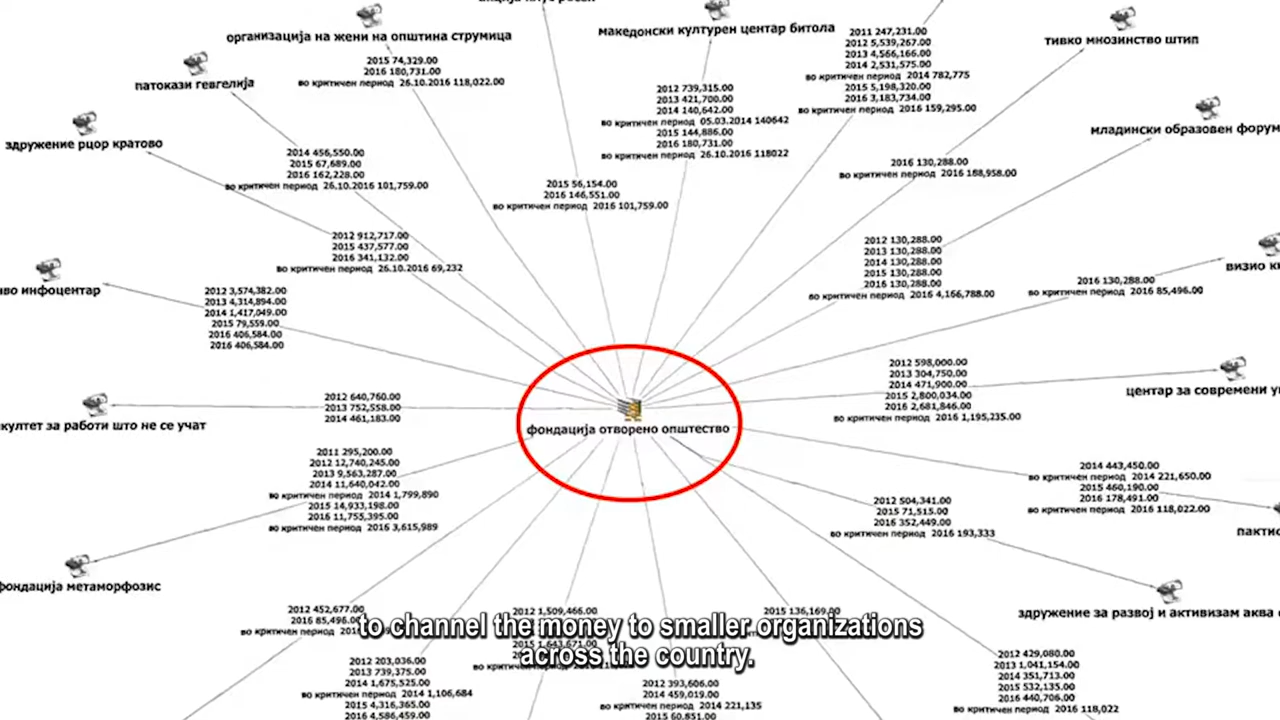 организација на жени на општина струмица
2015 74,329.00
2016 180,731.00
во критичен период 26.10.2016 118,022.00
македонски културен центар битола
2012 739,315.00
2013 421,700.00
2014 140,642.00
во критичен период 05.03.2014 140642
2015 144,886.00
2016 180,731.00
во критичен период 26.10.2016 118022
2011 247,231.00
2012 5,539,267.00
2013 4,566,166.00
2014 2,531,575.00
во критичен период 2014 782,775
2015 5,198,320.00
2016 3,183,734.00
во критичен период 2016 159,295.00
тивко мнозинство штип
2016 130,288.00
во критичен период 2016 188,958.00
патокази гевгелија
2014 456,550.00
2015 67,689.00
2016 162,228.00
во критичен период 26.10.2016 101,759.00
2015 56,154.00
2016 146,551.00
во критичен период 2016 101,759.00
младински образовен форум
2012 130,288.00
2013 130,288.00
2014 130,288.00
2015 130,288.00
2016 130,288.00
во критичен период 2016 4,166,788.00
здружение рцор кратово
2012 912,717.00
2015 437,577.00
2016 341,132.00
во критичен период 26.10.2016 69,232
визио
2016 130,288.00
во критичен период 2016 85,496.00
инфоцентар
2012 3,574,382.00
2013 4,314,894.00
2014 1,417,049.00
2015 79,559.00
2016 406,584.00
2016 406,584.00
центар за современи
2012 598,000.00
2013 304,750.00
2014 471,900.00
2015 2,800,034.00
2016 2,681,846.00
во критичен период 2016 1,195,235.00
култет за работи што не се учат
2012 640,760.00
2013 752,558.00
2014 461,183.00
фондација отворено општество
2011 295,200.00
2012 12,740,245.00
2013 9,563,287.00
2014 11,640,042.00
во критичен период 2014 1,799,890
2015 14,933,198.00
2016 11,755,395.00
во критичен период 2016 3,615,989
фондација метаморфозис
2014 443,450.00
во критичен период 2014 221,650.00
2015 460,190.00
2016 178,491.00
во критичен период 2016 118,022.00
пактис
2012 504,341.00
2015 71,515.00
2016 352,449.00
во критичен период 2016 193,333
здружение за развој и активизам аква
2012 452,677.00
2016 85,496.00
во критичен период
2012 1,509,466.00
2015 136,169.00
to channel the money to smaller organizations
across the country.
2012 203,036.00
2013 739,375.00
2014 1,675,525.00
во критичен период 2014 1,106,684
2015 4,316,365.00
2016 4,586,459.00
2012 393,606.00
2014 459,019.00
во критичен период 2014 221,135
2015 60,851.00
2012 429,080.00
2013 1,041,154.00
2014 351,713.00
2015 532,135.00
2016 440,706.00
во критичен период 2016 118,022